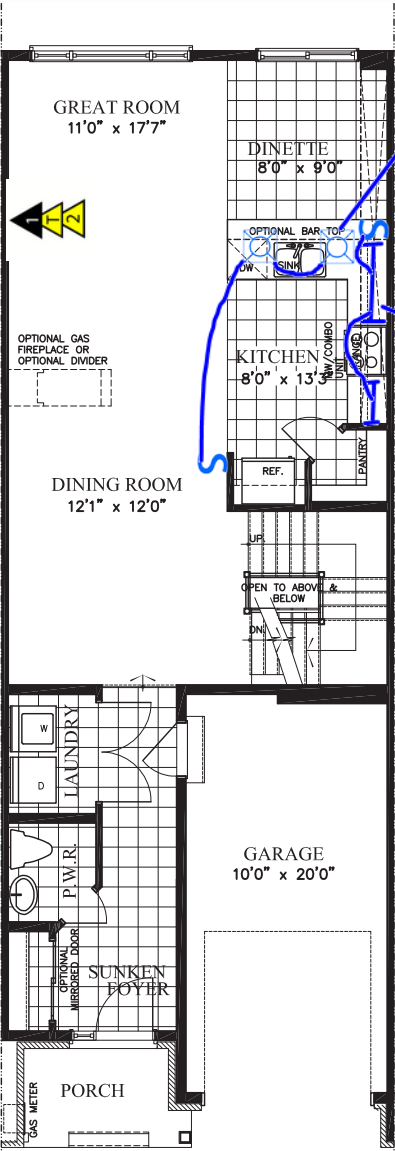 GREAT ROOM
11'0" x 17'7"
DINETTE
8'0" x 9'0"
1
T
2
OPTIONAL BAR TOP
S
DW
SINK
OPTIONAL GAS
FIREPLACE OR
OPTIONAL DIVIDER
KITCHEN
8'0" x 13'3"
MW/COMBO
UNIT
S
REF.
PANTRY
DINING ROOM
12'1" x 12'0"
UP.
OPEN TO ABOVE &
BELOW
DN.
W
D
LAUNDRY
P.W.R.
GARAGE
10'0" x 20'0"
OPTIONAL
MIRRORED DOOR
SUNKEN
FOYER
PORCH
GAS METER